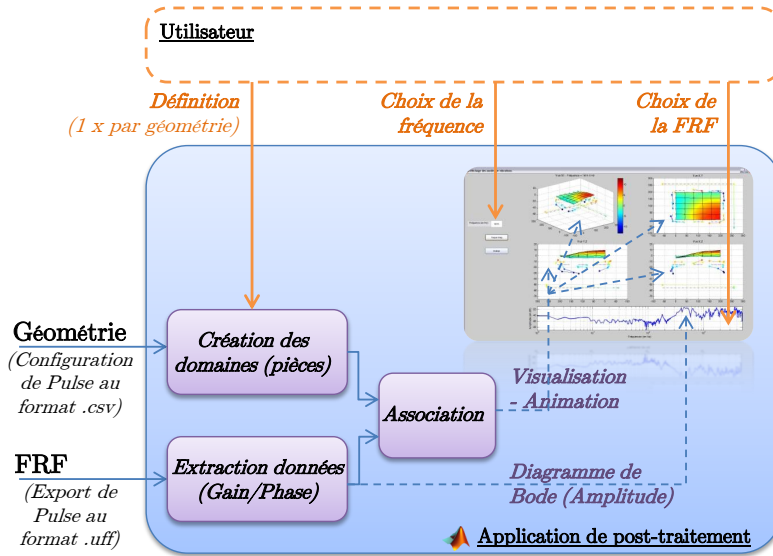 Utilisateur
Définition
(1 x par géométrie)
Choix de la
fréquence
Choix de
la FRF
Géométrie
(Configuration
de Pulse au
format .csv)
Création des
domaines (pièces)
Association
Visualisation
- Animation
FRF
(Export de
Pulse au
format .uff)
Extraction données
(Gain/Phase)
Diagramme de
Bode (Amplitude)
Application de post-traitement